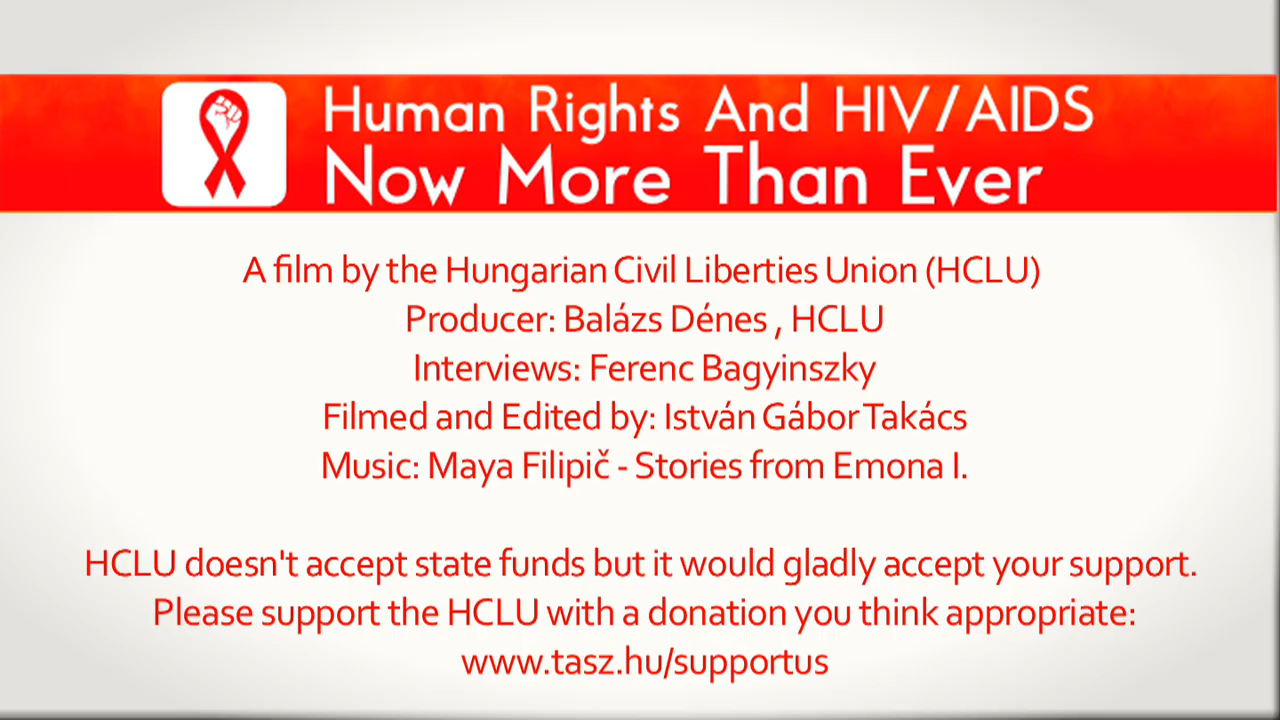 Human Rights And HIV/AIDS
Now More Than Ever
A film by the Hungarian Civil Liberties Union (HCLU)
Producer: Balázs Dénes , HCLU
Interviews: Ferenc Bagyinszky
Filmed and Edited by: István Gábor Takács
Music: Maya Filipič - Stories from Emona I.
HCLU doesn't accept state funds but it would gladly accept your support.
Please support the HCLU with a donation you think appropriate:
www.tasz.hu/supportus